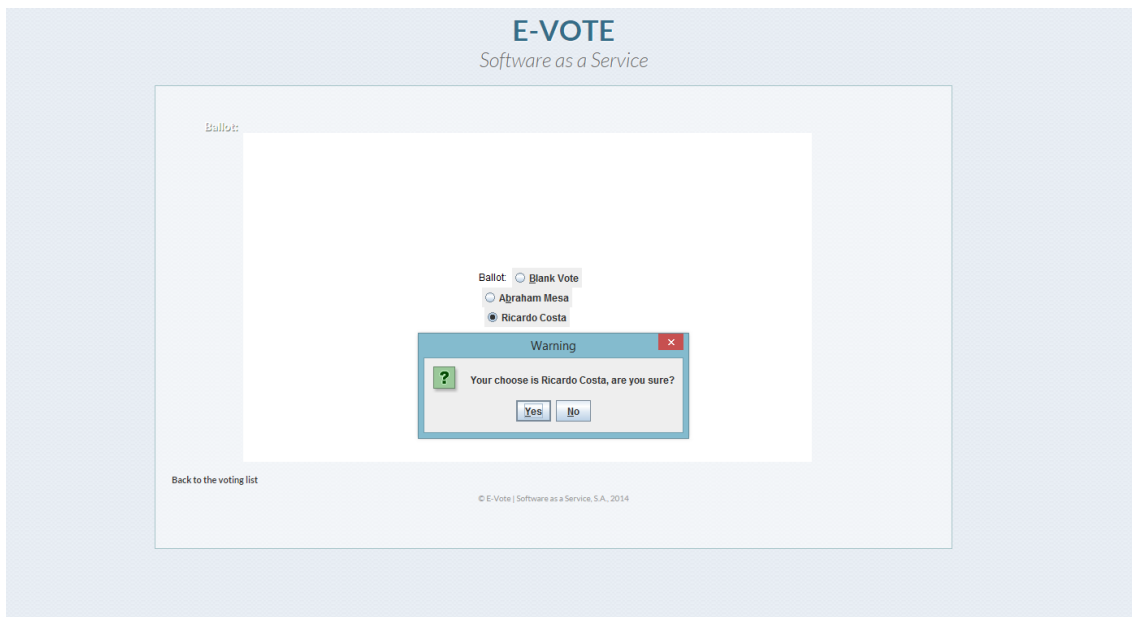 E-VOTE
Software as a Service
Ballot:
Ballot: Blank Vote
Abraham Mesa
Ricardo Costa
Warning
Your choose is Ricardo Costa, are you sure?
Yes No
Back to the voting list
© E-Vote | Software as a Service, S.A., 2014